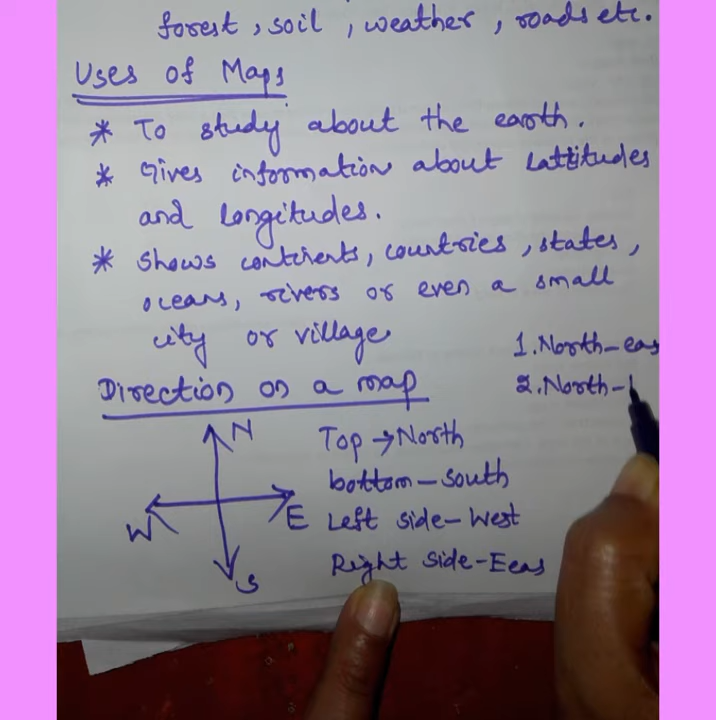 forest, soil, weather, roads etc.
Uses of Maps
* To study about the earth.
* Gives information about Lattitudes
and Longitudes.
* Shows continents, countries, states,
oceans, rivers or even a small
city or village
1. North-eas
Direction on a map
2. North-
N
Top → North
bottom - South
W
E
Left side - West
Right side - Eeas
S